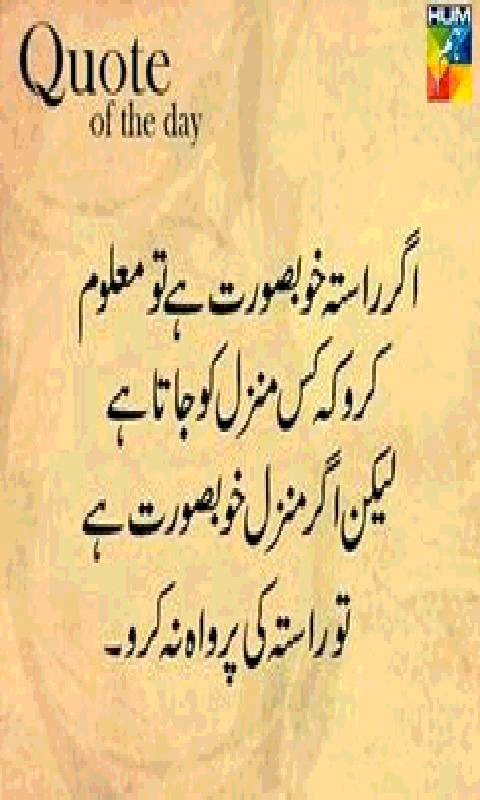 Quote
of the day
HUM
اگر راستہ خوبصورت ہے تو معلوم
کرو کہ کس منزل کو جاتا ہے
لیکن اگر منزل خوبصورت ہے
تو راستہ کی پرواہ نہ کرو۔